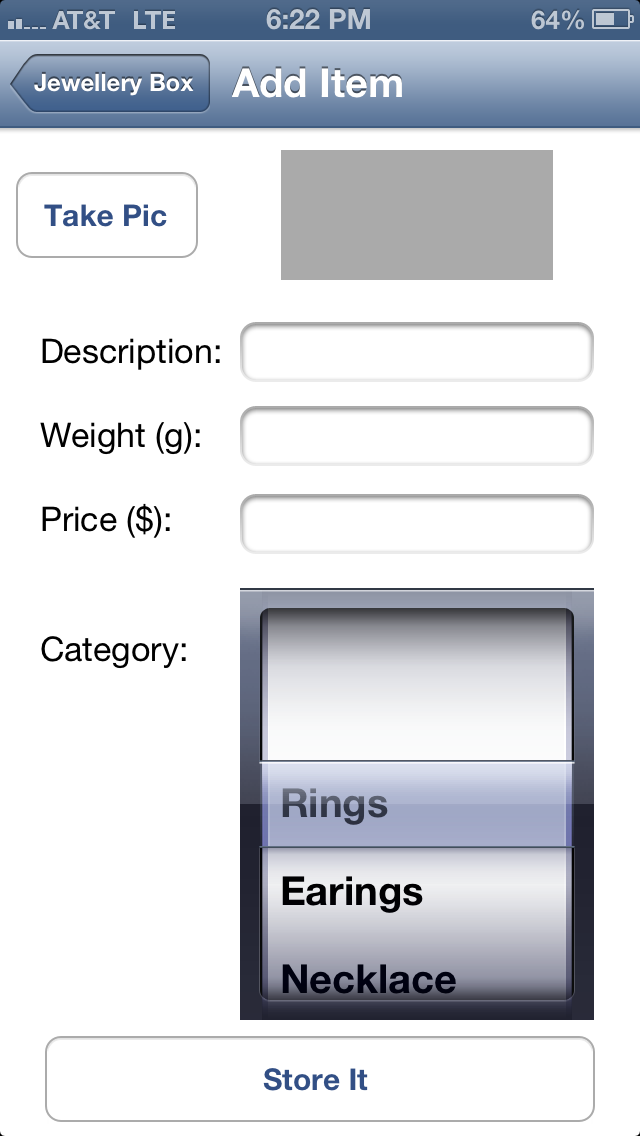 AT&T LTE 6:22 PM 64%
Jewellery Box Add Item
Take Pic
Description:
Weight (g):
Price ($):
Category:
Rings
Earings
Necklace
Store It